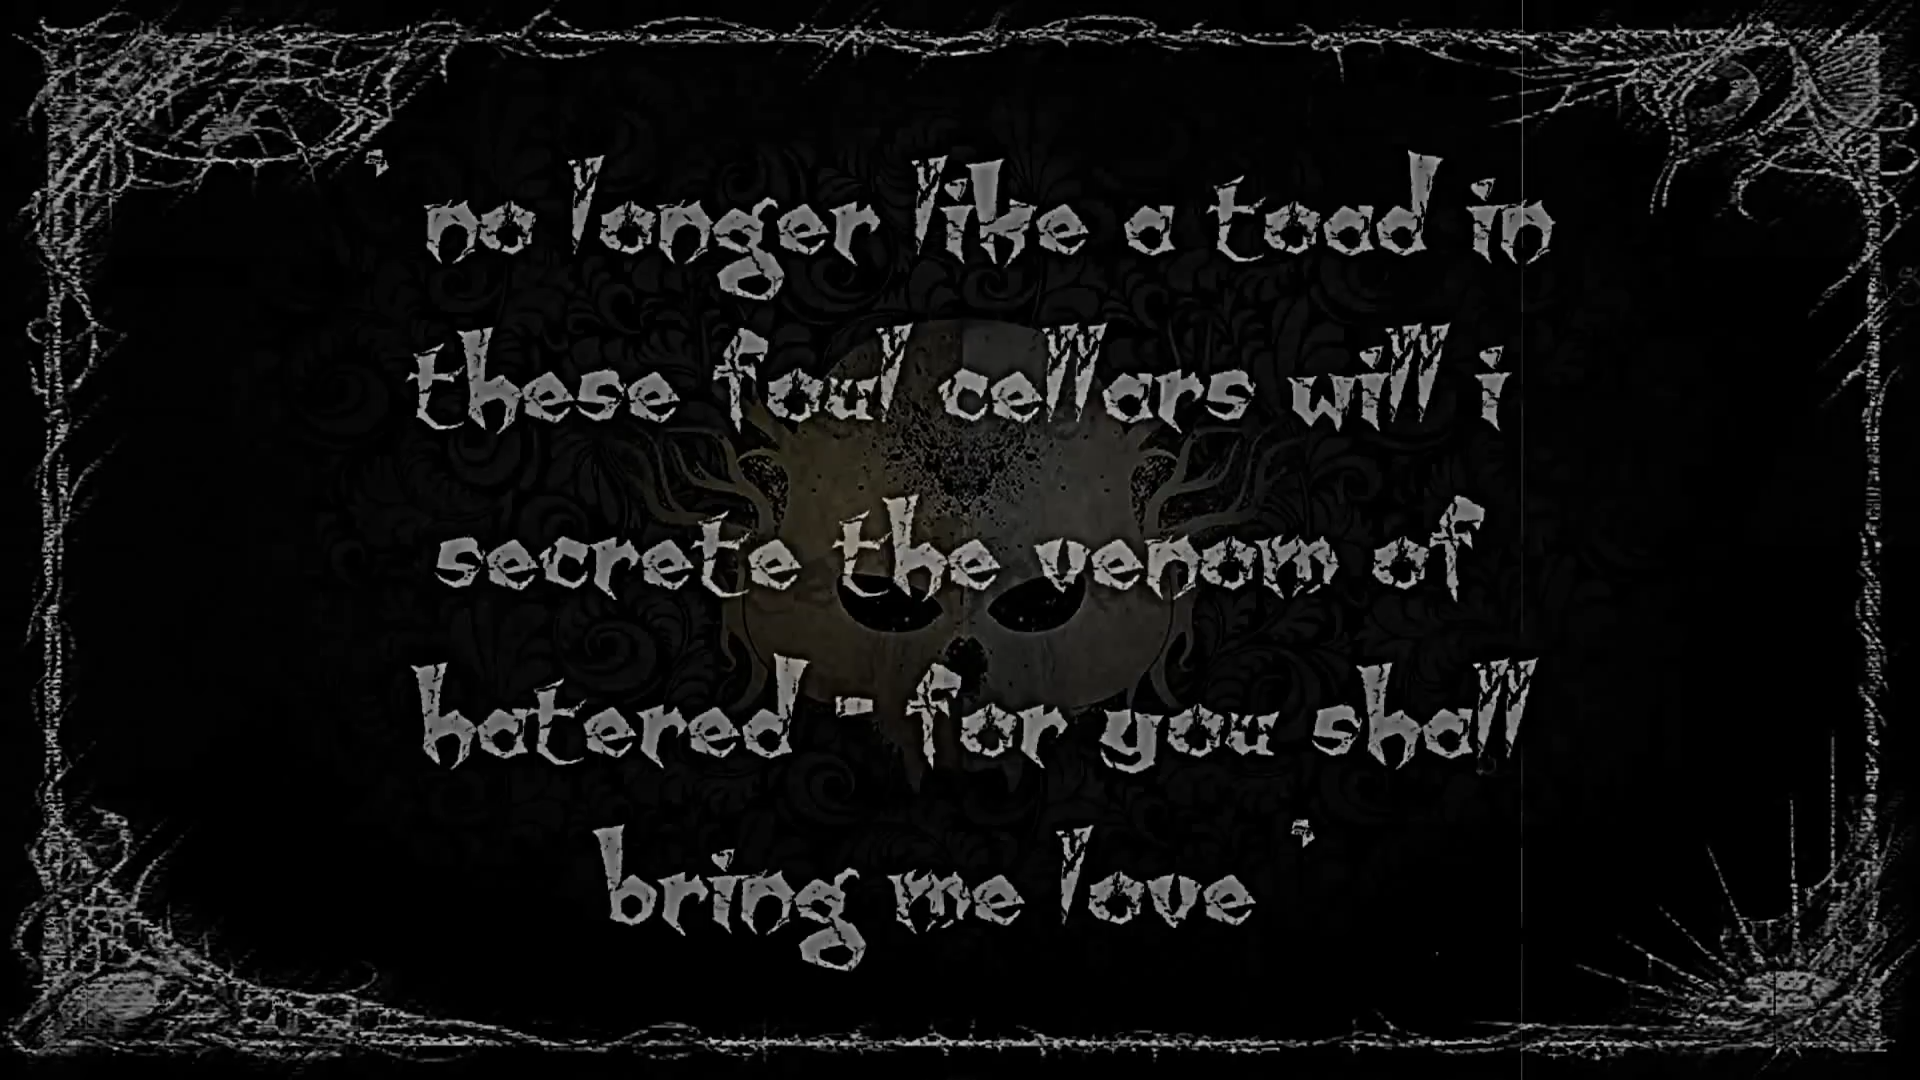 " no longer like a toad in
these foul cellars will i
secrete the venom of
hatered - for you shall
bring me love "